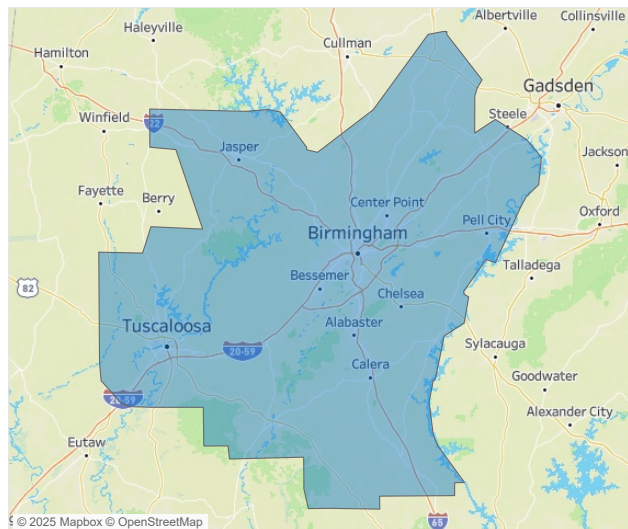 Haleyville
Albertville
Collinsville
Hamilton
Cullman
Gadsden
Winfield
22
Steele
Jasper
Jackson
Fayette
Berry
Center Point
Oxford
Pell City
Birmingham
Talladega
82
Bessemer
Chelsea
Tuscaloosa
Alabaster
20-59
Sylacauga
Calera
Goodwater
20-59
Alexander City
Eutaw
65
© 2025 Mapbox © OpenStreetMap